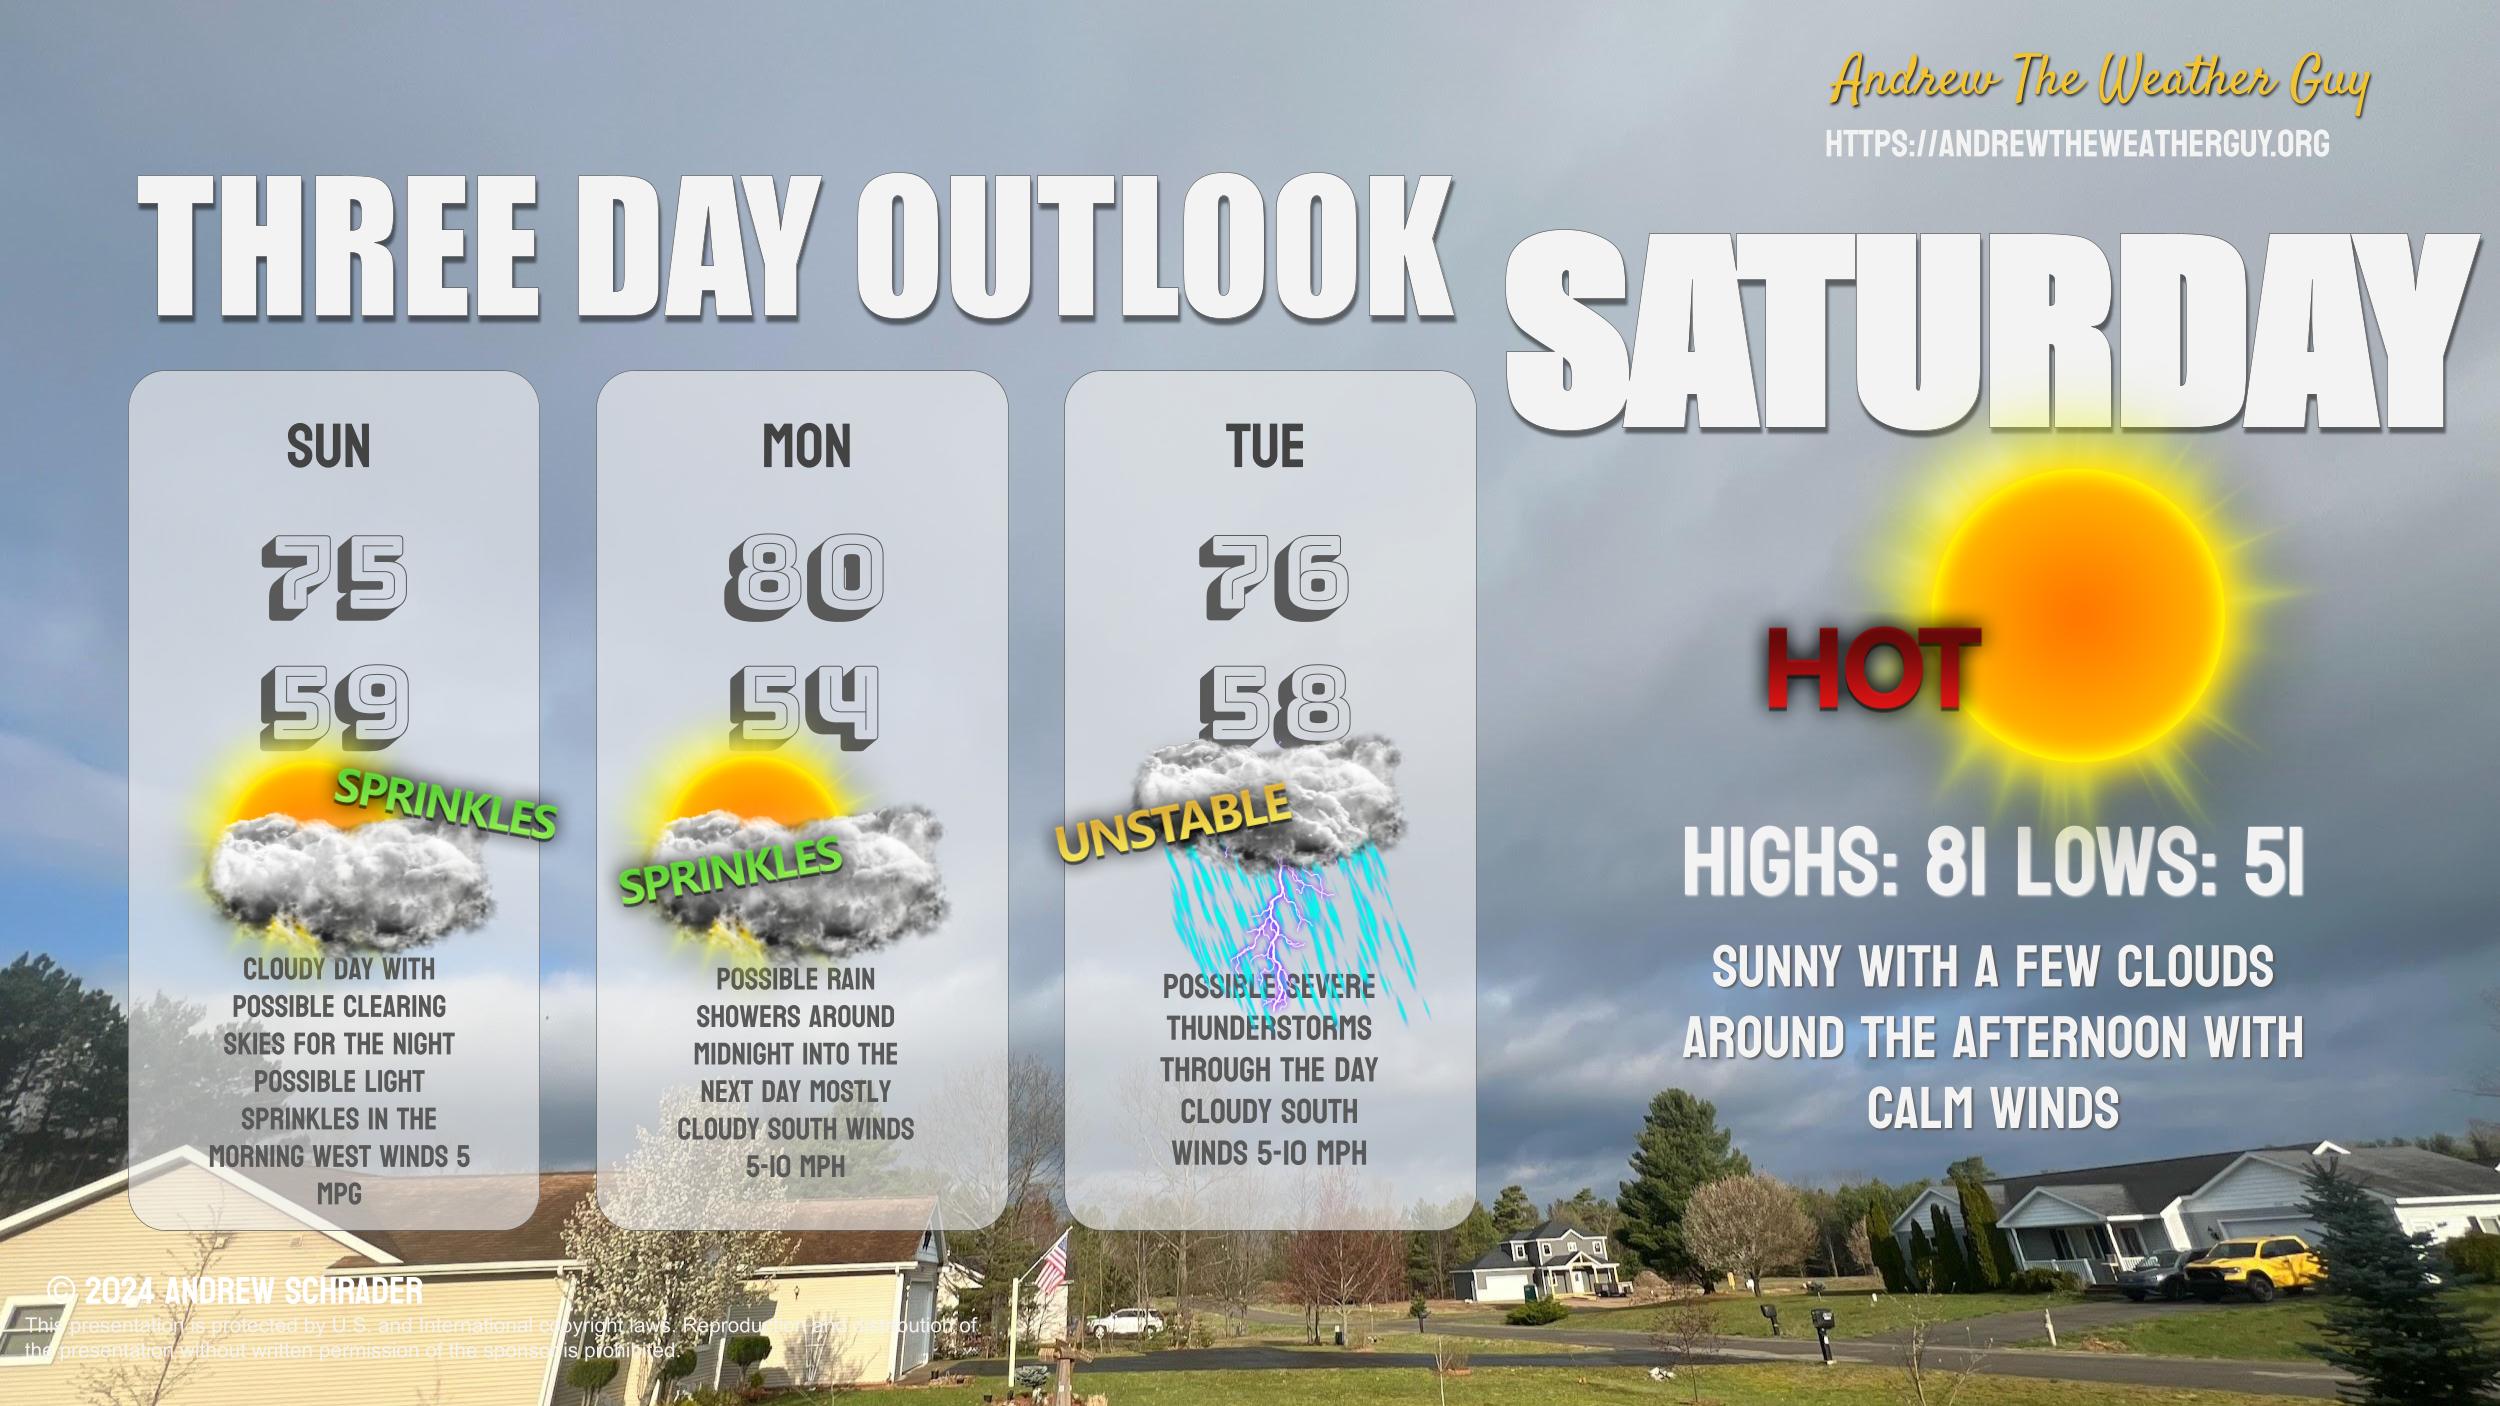 Andrew The Weather Guy
HTTPS://ANDREWTHEWEATHERGUY.ORG
THREE DAY OUTLOOK
SUN
75
59
SPRINKLES
CLOUDY DAY WITH
POSSIBLE CLEARING
SKIES FOR THE NIGHT
POSSIBLE LIGHT
SPRINKLES IN THE
MORNING WEST WINDS 5
MPG
MON
80
54
SPRINKLES
POSSIBLE RAIN
SHOWERS AROUND
MIDNIGHT INTO THE
NEXT DAY MOSTLY
CLOUDY SOUTH WINDS
5-10 MPH
TUE
76
58
UNSTABLE
POSSIBLE SEVERE
THUNDERSTORMS
THROUGH THE DAY
CLOUDY SOUTH
WINDS 5-10 MPH
SATURDAY
HOT
HIGHS: 81 LOWS: 51
SUNNY WITH A FEW CLOUDS
AROUND THE AFTERNOON WITH
CALM WINDS
© 2024 ANDREW SCHRADER
This presentation is protected by U.S. and International copyright laws. Reproduction and distribution of
the presentation without written permission of the sponsor is prohibited.